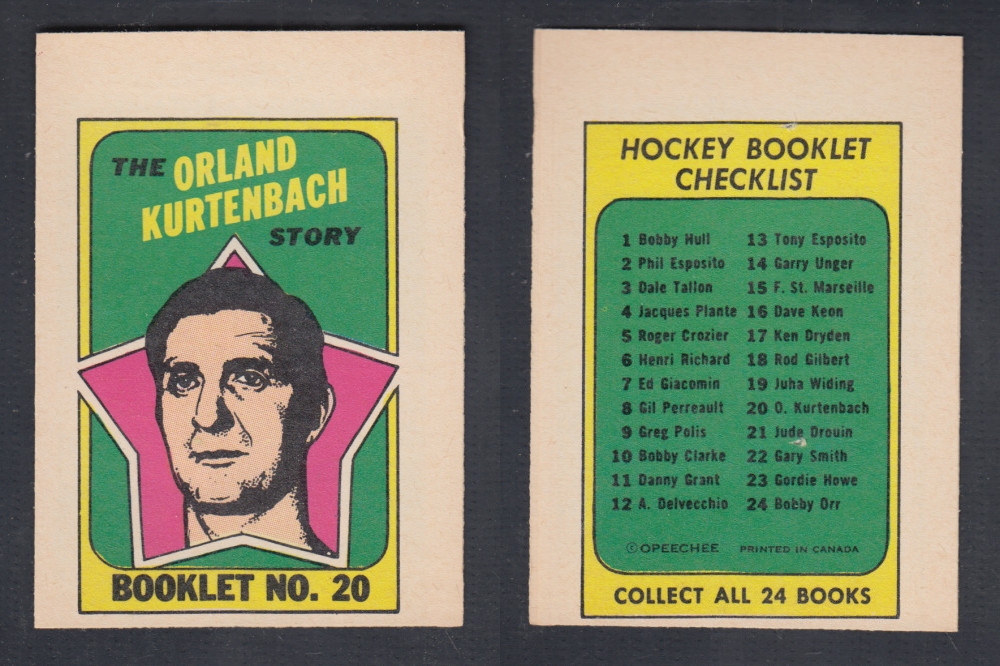 THE ORLAND
KURTENBACH
STORY
BOOKLET NO. 20
HOCKEY BOOKLET
CHECKLIST
1 Bobby Hull
2 Phil Esposito
3 Dale Tallon
4 Jacques Plante
5 Roger Crozier
6 Henri Richard
7 Ed Giacomin
8 Gil Perreault
9 Greg Polis
10 Bobby Clarke
11 Danny Grant
12 A. Delvecchio
13 Tony Esposito
14 Garry Unger
15 F. St. Marseille
16 Dave Keon
17 Ken Dryden
18 Rod Gilbert
19 Juha Widing
20 O. Kurtenbach
21 Jude Drouin
22 Gary Smith
23 Gordie Howe
24 Bobby Orr
© OPEECHEE PRINTED IN CANADA
COLLECT ALL 24 BOOKS